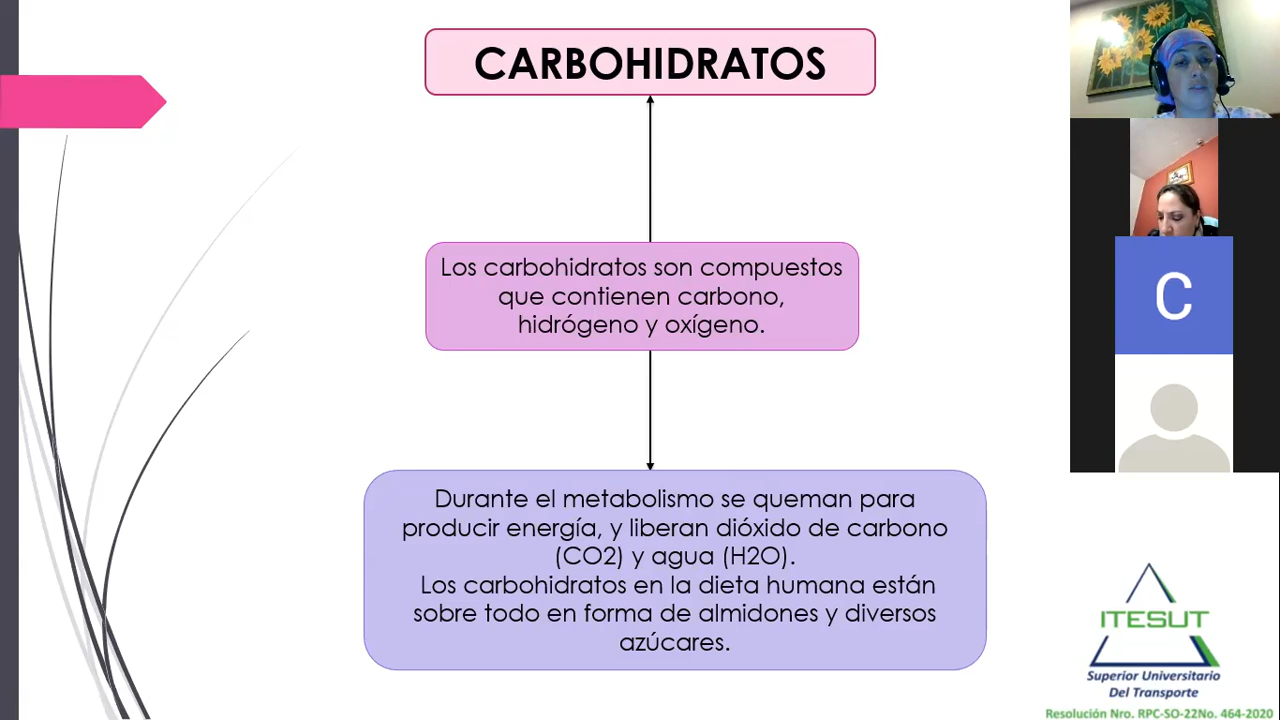 CARBOHIDRATOS
Los carbohidratos son compuestos
que contienen carbono,
hidrógeno y oxígeno.
Durante el metabolismo se queman para
producir energía, y liberan dióxido de carbono
(CO2) y agua (H2O).
Los carbohidratos en la dieta humana están
sobre todo en forma de almidones y diversos
azúcares.
C
ITESUT
Superior Universitario
Del Transporte
Resolución Nro. RPC-SO-22No. 464-2020